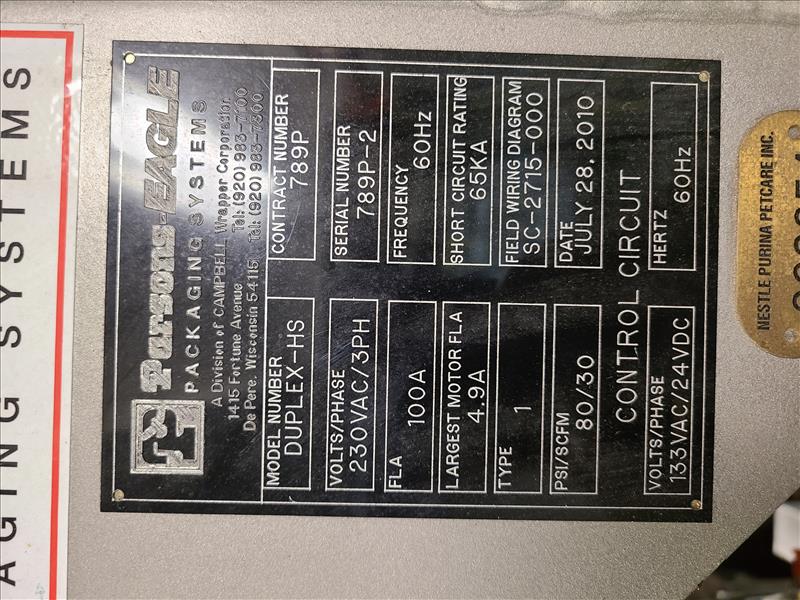 Parsons-EAGLE
PACKAGING SYSTEMS
A Division of CAMPBELL Wrapper Corporation
1415 Fortune Avenue Tel: (920) 983-7100
De Pere, Wisconsin 54115 Tel: (920) 983-7300
MODEL NUMBER
DUPLEX-HS
CONTRACT NUMBER
789P
VOLTS/PHASE
230VAC/3PH
SERIAL NUMBER
789P-2
FLA
100A
FREQUENCY
60Hz
LARGEST MOTOR FLA
4.9A
SHORT CIRCUIT RATING
65KA
TYPE
1
FIELD WIRING DIAGRAM
SC-2715-000
PSI/SCFM
80/30
DATE
JULY 28, 2010
CONTROL CIRCUIT
VOLTS/PHASE
133VAC/24VDC
HERTZ
60Hz
AGING SYSTEMS
NESTLE PURINA PETCARE INC.